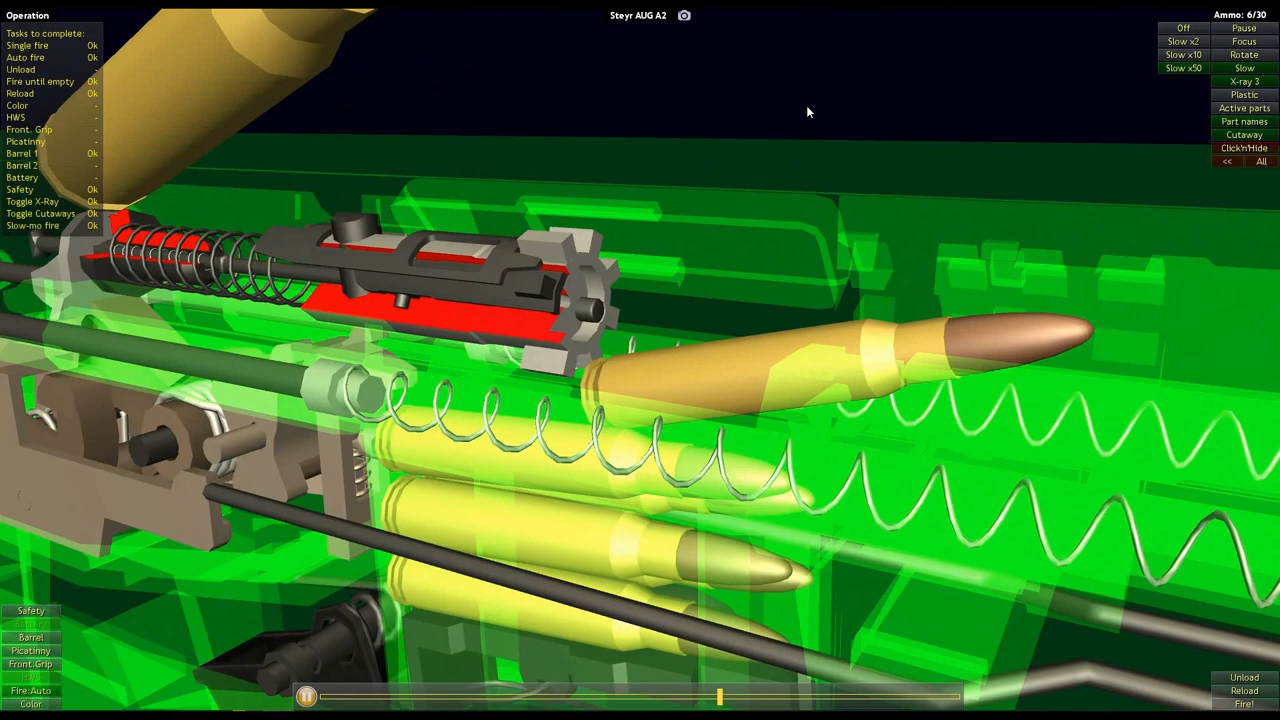 Operation
Steyr AUG A2
Ammo: 6/30
Tasks to complete:
Single fire Ok
Auto fire Ok
Unload -
Fire until empty Ok
Reload Ok
Color -
HWS -
Front. Grip -
Picatinny -
Barrel 1 Ok
Barrel 2 -
Battery -
Safety Ok
Toggle X-Ray Ok
Toggle Cutaways Ok
Slow-mo fire Ok
Off Pause
Slow x2 Focus
Slow x10 Rotate
Slow x50 Slow
X-ray 3
Plastic
Active parts
Part names
Cutaway
Click'n'Hide
<< All
Safety
Battery
Barrel
Picatinny
Front.Grip
HWS
Fire:Auto
Color
Unload
Reload
Fire!